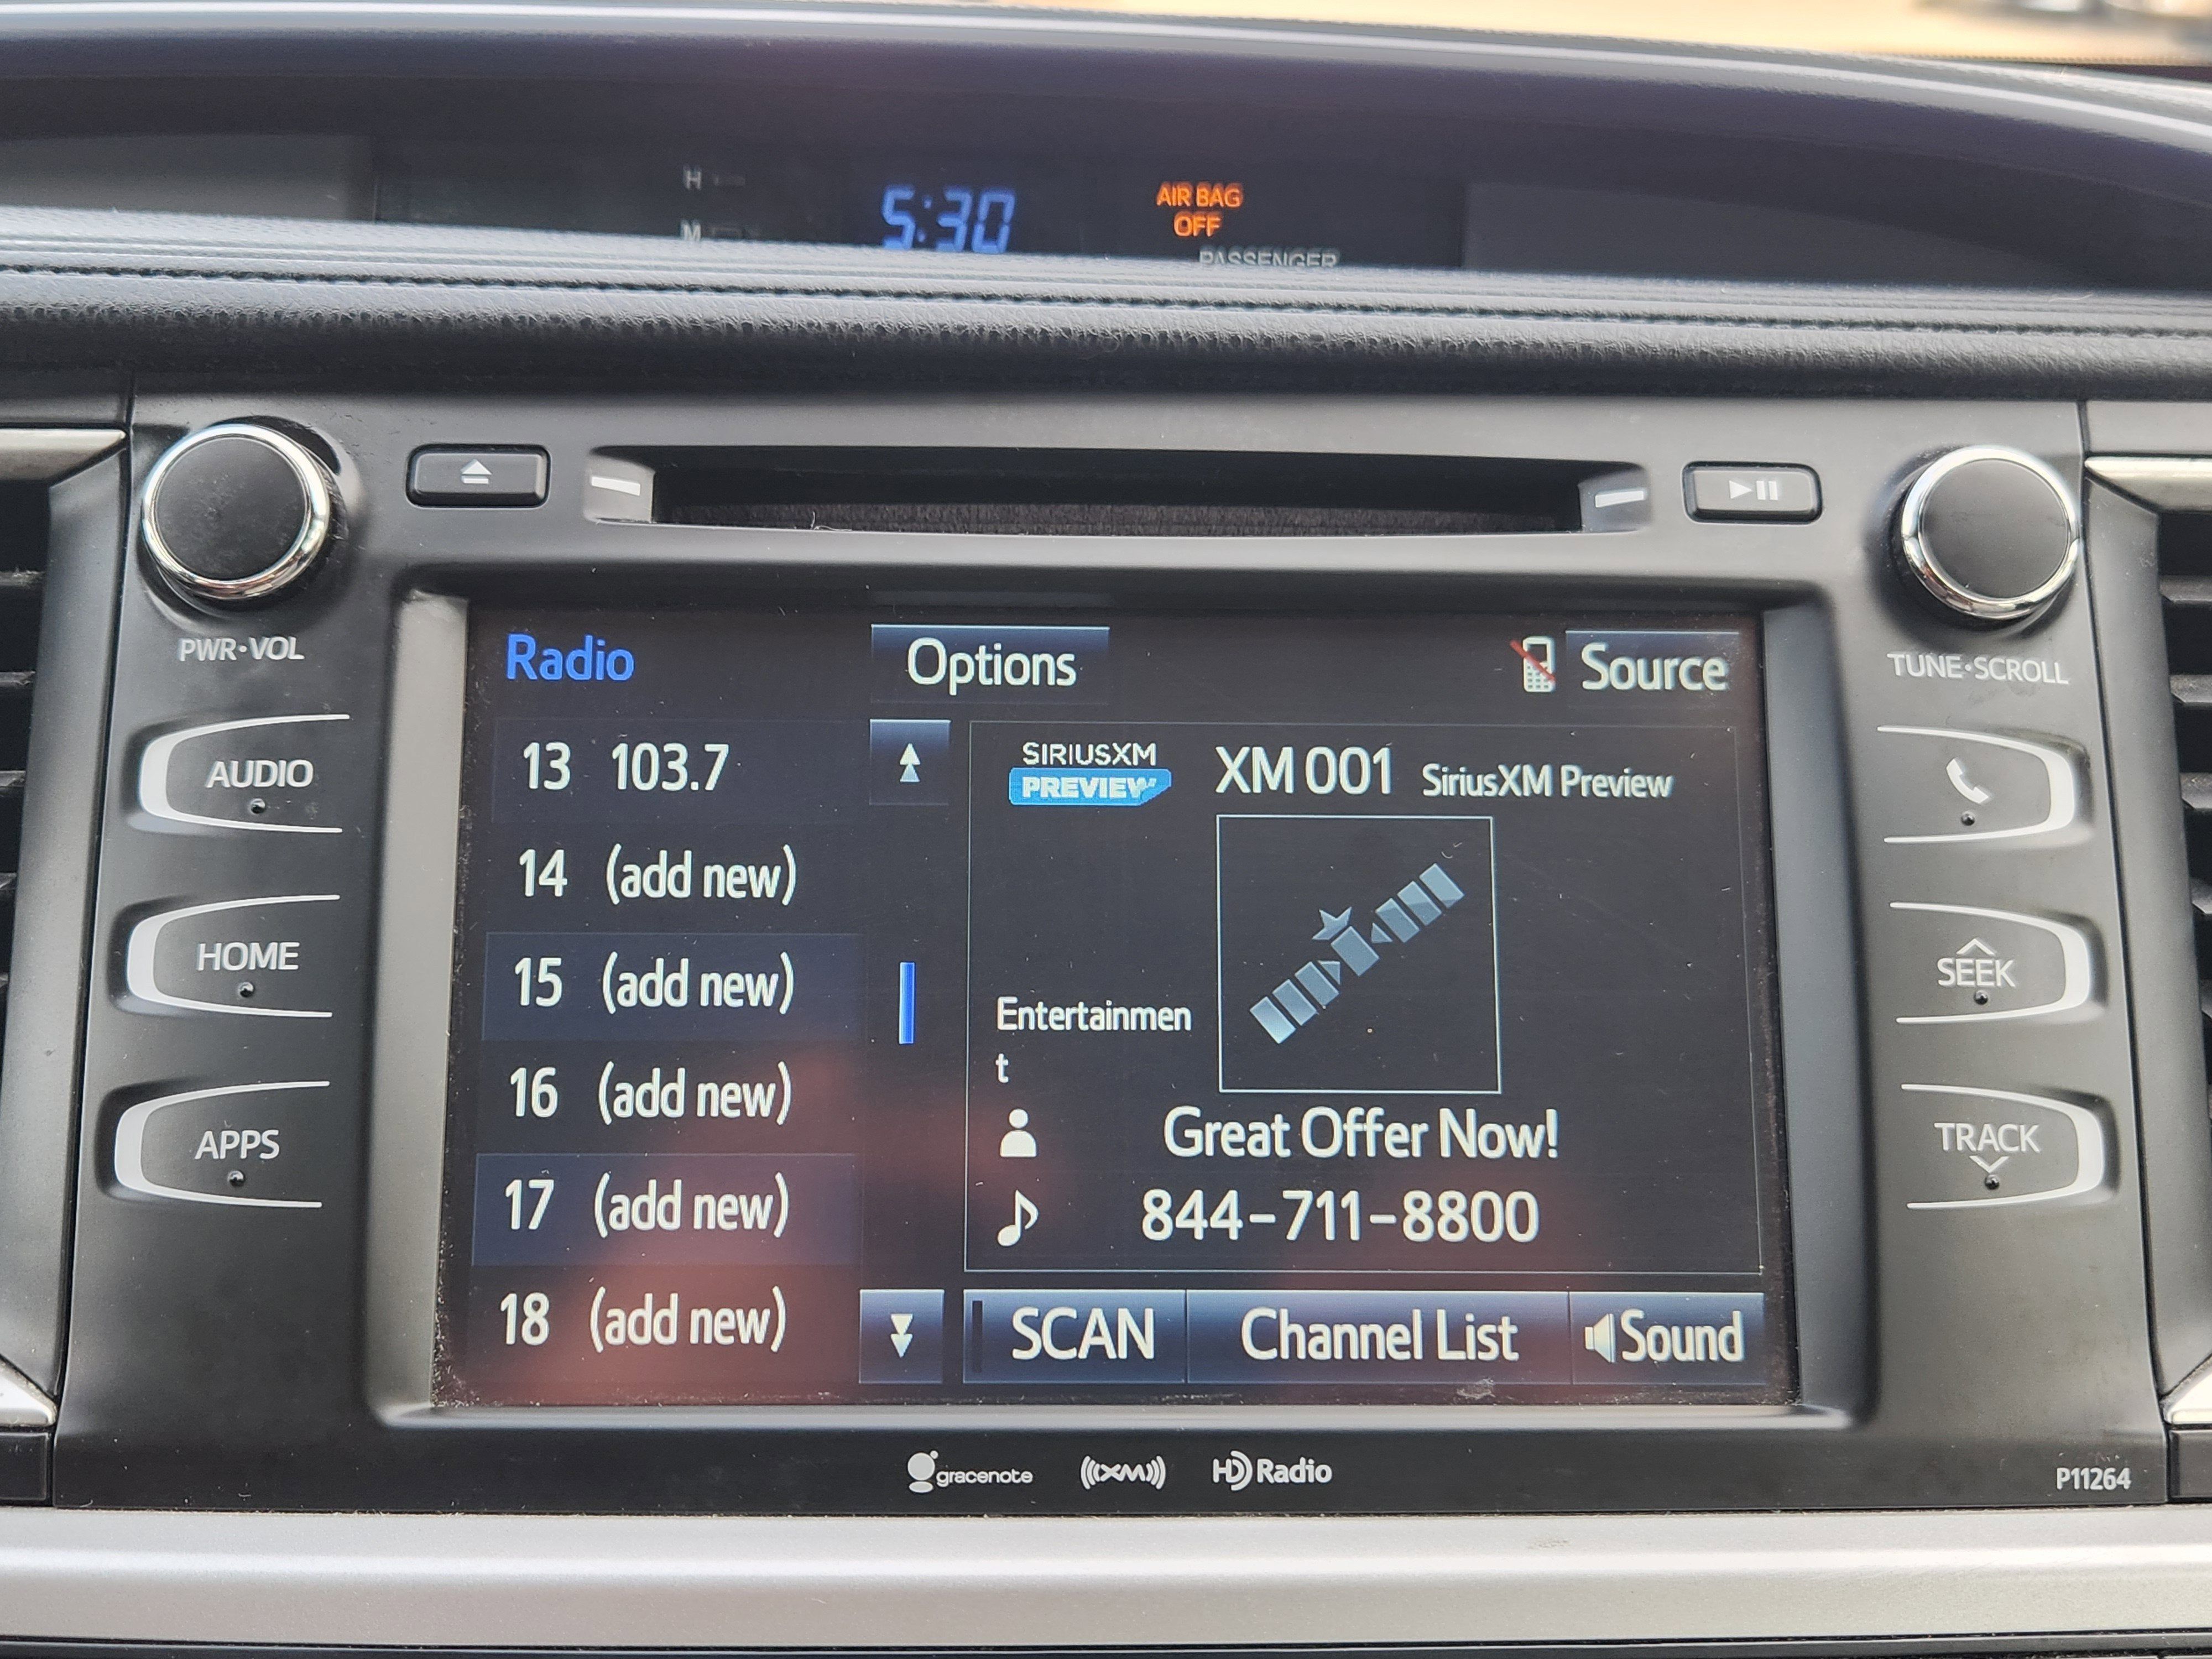 H
M
5:30
AIR BAG
OFF
PASSENGER
PWR•VOL
TUNE•SCROLL
AUDIO
HOME
APPS
SEEK
TRACK
Radio
Options
Source
13 103.7
14 (add new)
15 (add new)
16 (add new)
17 (add new)
18 (add new)
SIRIUSXM
PREVIEW
XM001 SiriusXM Preview
Entertainmen
t
Great Offer Now!
844-711-8800
SCAN
Channel List
Sound
gracenote
((XM))
HD Radio
P11264